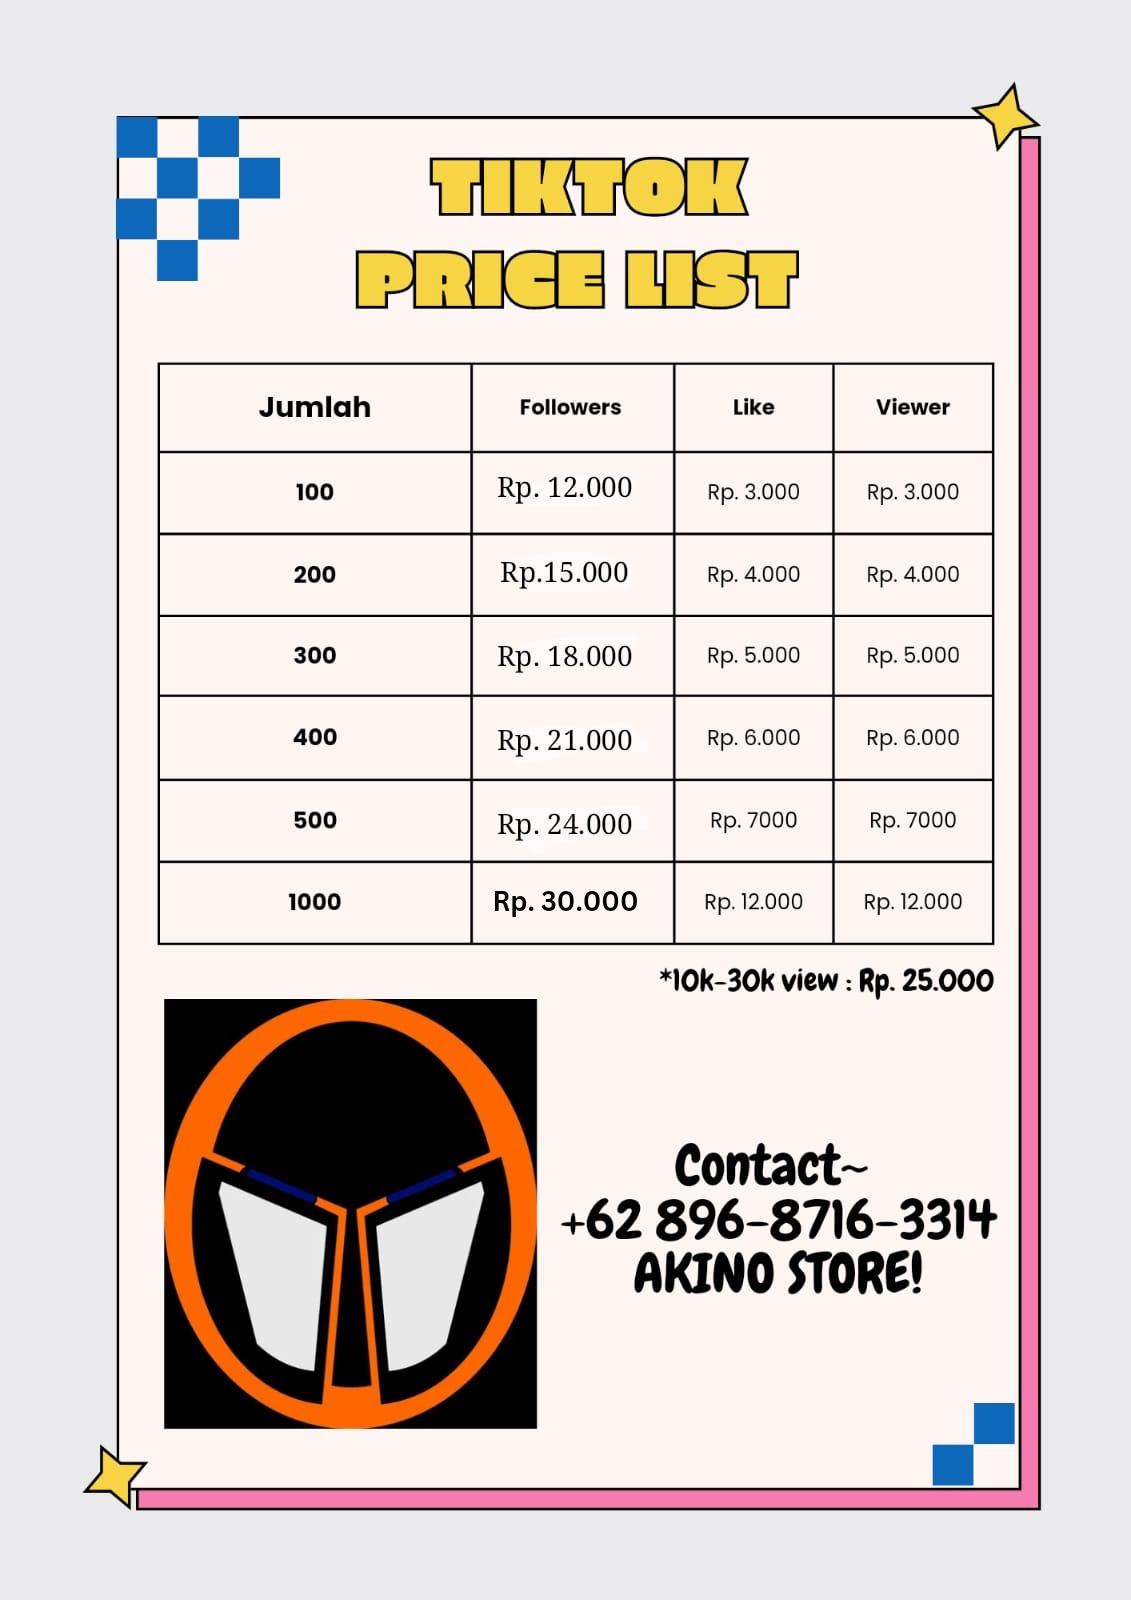 TIKTOK
PRICE LIST
Jumlah Followers Like Viewer
100 Rp. 12.000 Rp. 3.000 Rp. 3.000
200 Rp.15.000 Rp. 4.000 Rp. 4.000
300 Rp. 18.000 Rp. 5.000 Rp. 5.000
400 Rp. 21.000 Rp. 6.000 Rp. 6.000
500 Rp. 24.000 Rp. 7000 Rp. 7000
1000 Rp. 30.000 Rp. 12.000 Rp. 12.000
*10k-30k view : Rp. 25.000
Contact~
+62 896-8716-3314
AKINO STORE!